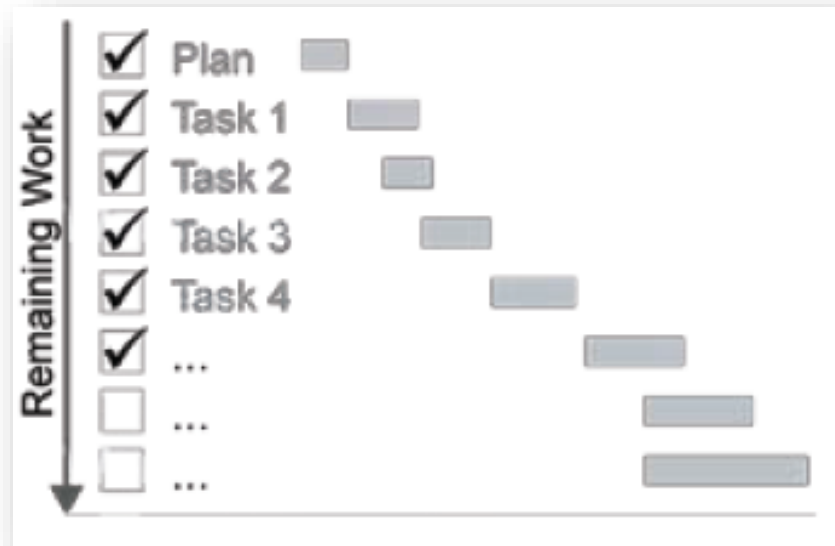 Remaining Work
Plan
Task 1
Task 2
Task 3
Task 4
...
...
...